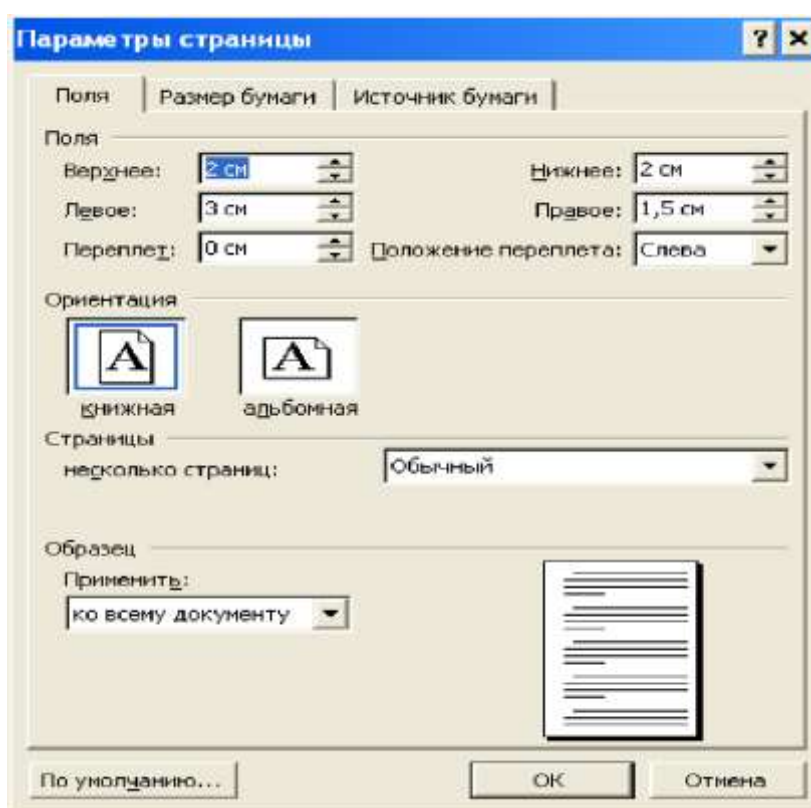 Параметры страницы ? ×
Поля Размер бумаги Источник бумаги
Поля
Верхнее: 2 см Нижнее: 2 см
Левое: 3 см Правое: 1,5 см
Переплет: 0 см Положение переплета: Слева
Ориентация
A A
книжная альбомная
Страницы
несколько страниц: Обычный
Образец
Применить:
ко всему документу
По умолчанию... ОК Отмена